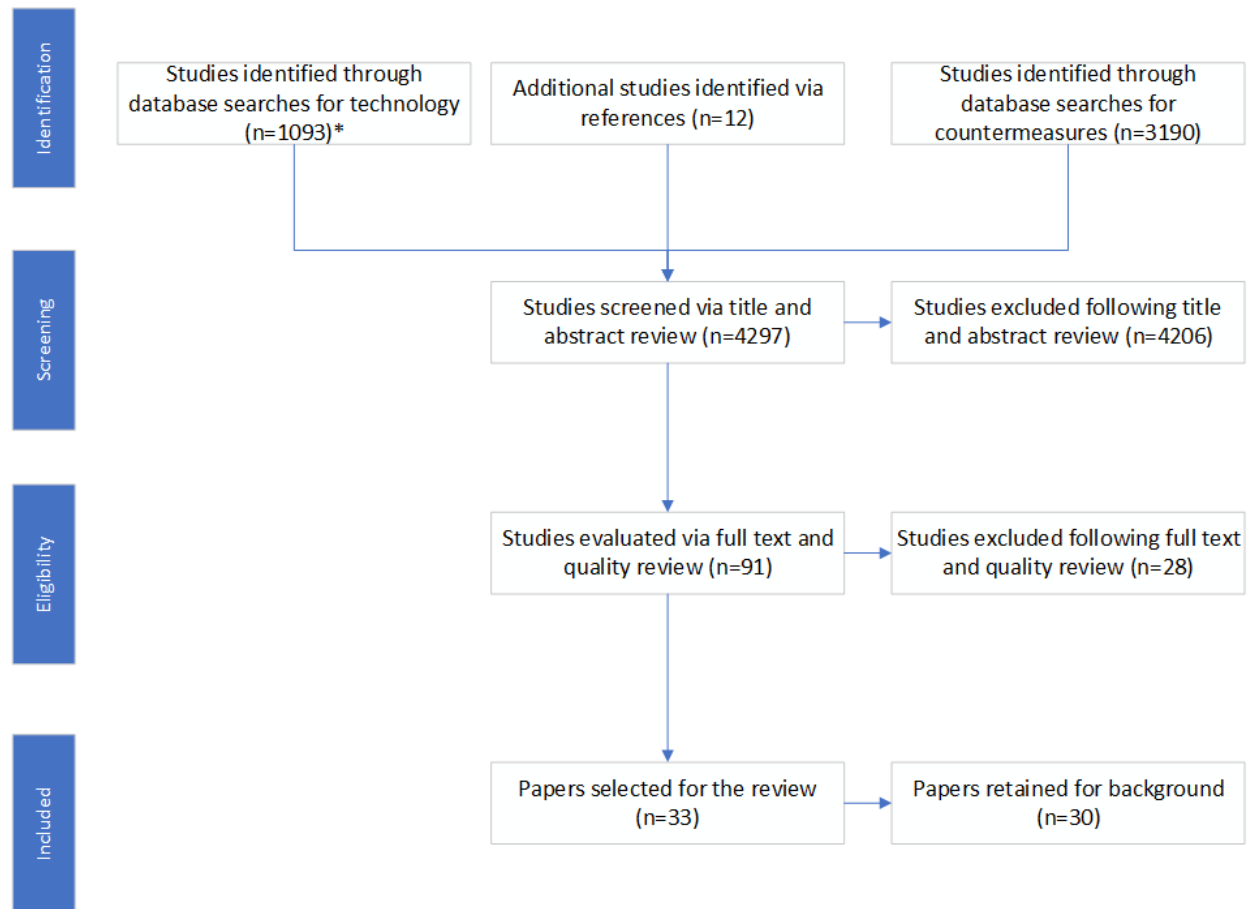 Identification
Studies identified through
database searches for technology
(n=1093)*
Additional studies identified via
references (n=12)
Studies identified through
database searches for
countermeasures (n=3190)
Screening
Studies screened via title and
abstract review (n=4297)
Studies excluded following title
and abstract review (n=4206)
Eligibility
Studies evaluated via full text and
quality review (n=91)
Studies excluded following full text
and quality review (n=28)
Included
Papers selected for the review
(n=33)
Papers retained for background
(n=30)